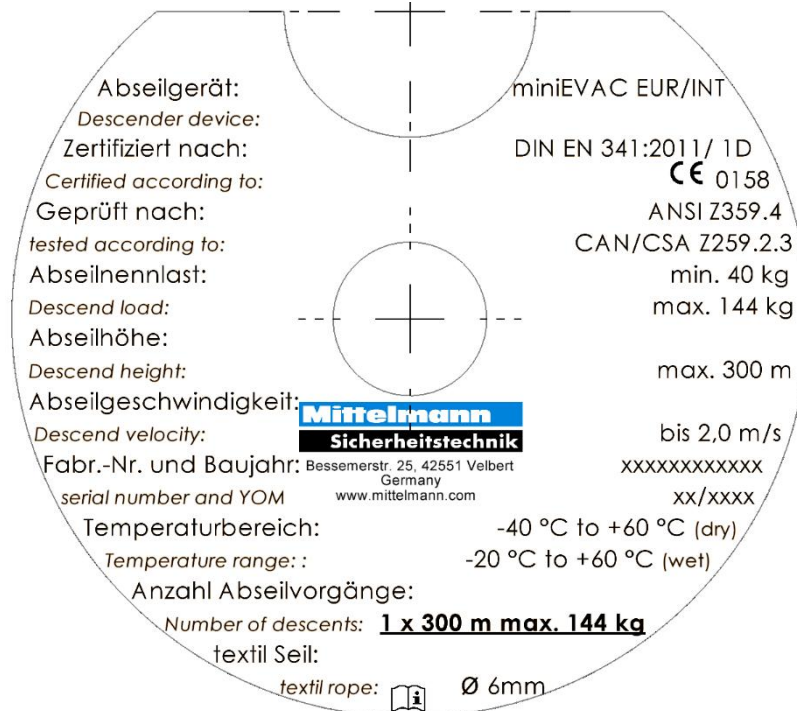 Abseilgerät: miniEVAC EUR/INT
Descender device:
Zertifiziert nach: DIN EN 341:2011/ 1D
Certified according to: CE 0158
Geprüft nach: ANSI Z359.4
tested according to: CAN/CSA Z259.2.3
Abseilnennlast: min. 40 kg
Descend load: max. 144 kg
Abseilhöhe:
Descend height: max. 300 m
Abseilgeschwindigkeit:
Mittelmann
Sicherheitstechnik
Descend velocity: bis 2,0 m/s
Fabr.-Nr. und Baujahr: xxxxxxxxxxxx
Bessemerstr. 25, 42551 Velbert
Germany
www.mittelmann.com
serial number and YOM xx/xxxx
Temperaturbereich: -40 °C to +60 °C (dry)
Temperature range: : -20 °C to +60 °C (wet)
Anzahl Abseilvorgänge:
Number of descents: 1 x 300 m max. 144 kg
textil Seil:
textil rope: Ø 6mm
i